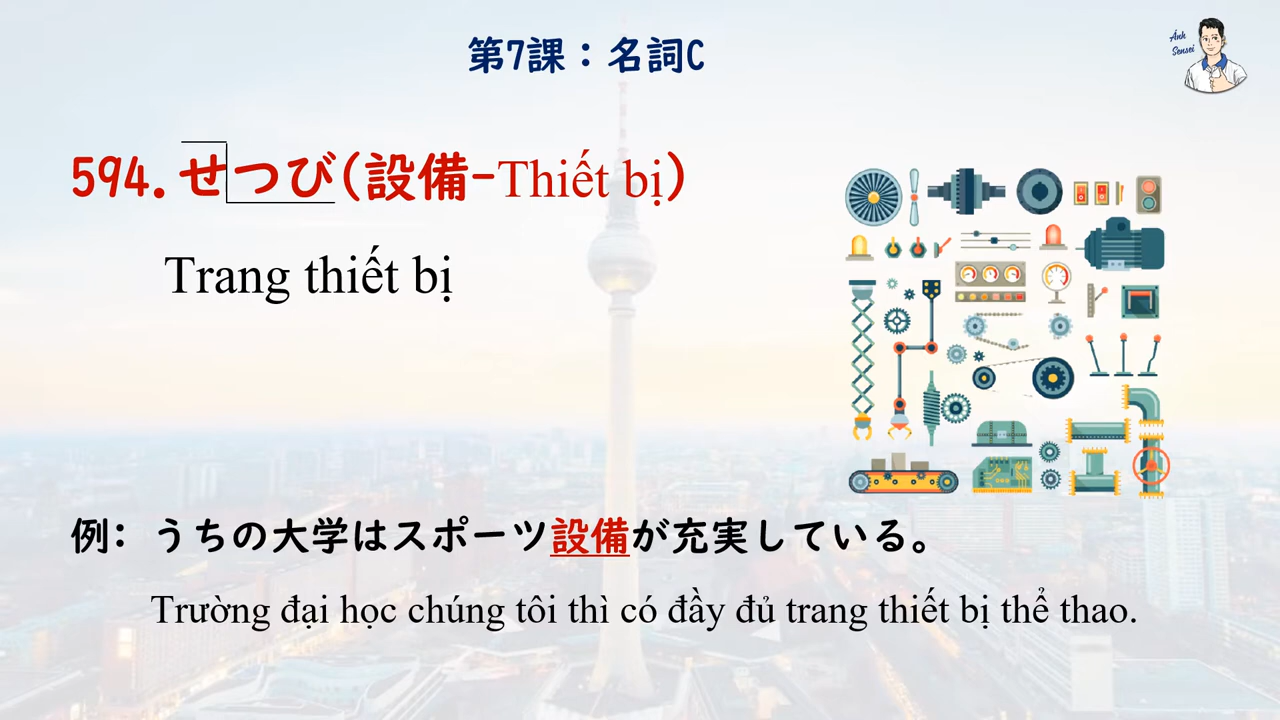 第7課：名詞C
Ánh
Sensei
594.せつび(設備-Thiết bị)
Trang thiết bị
例: うちの大学はスポーツ設備が充実している。
Trường đại học chúng tôi thì có đầy đủ trang thiết bị thể thao.